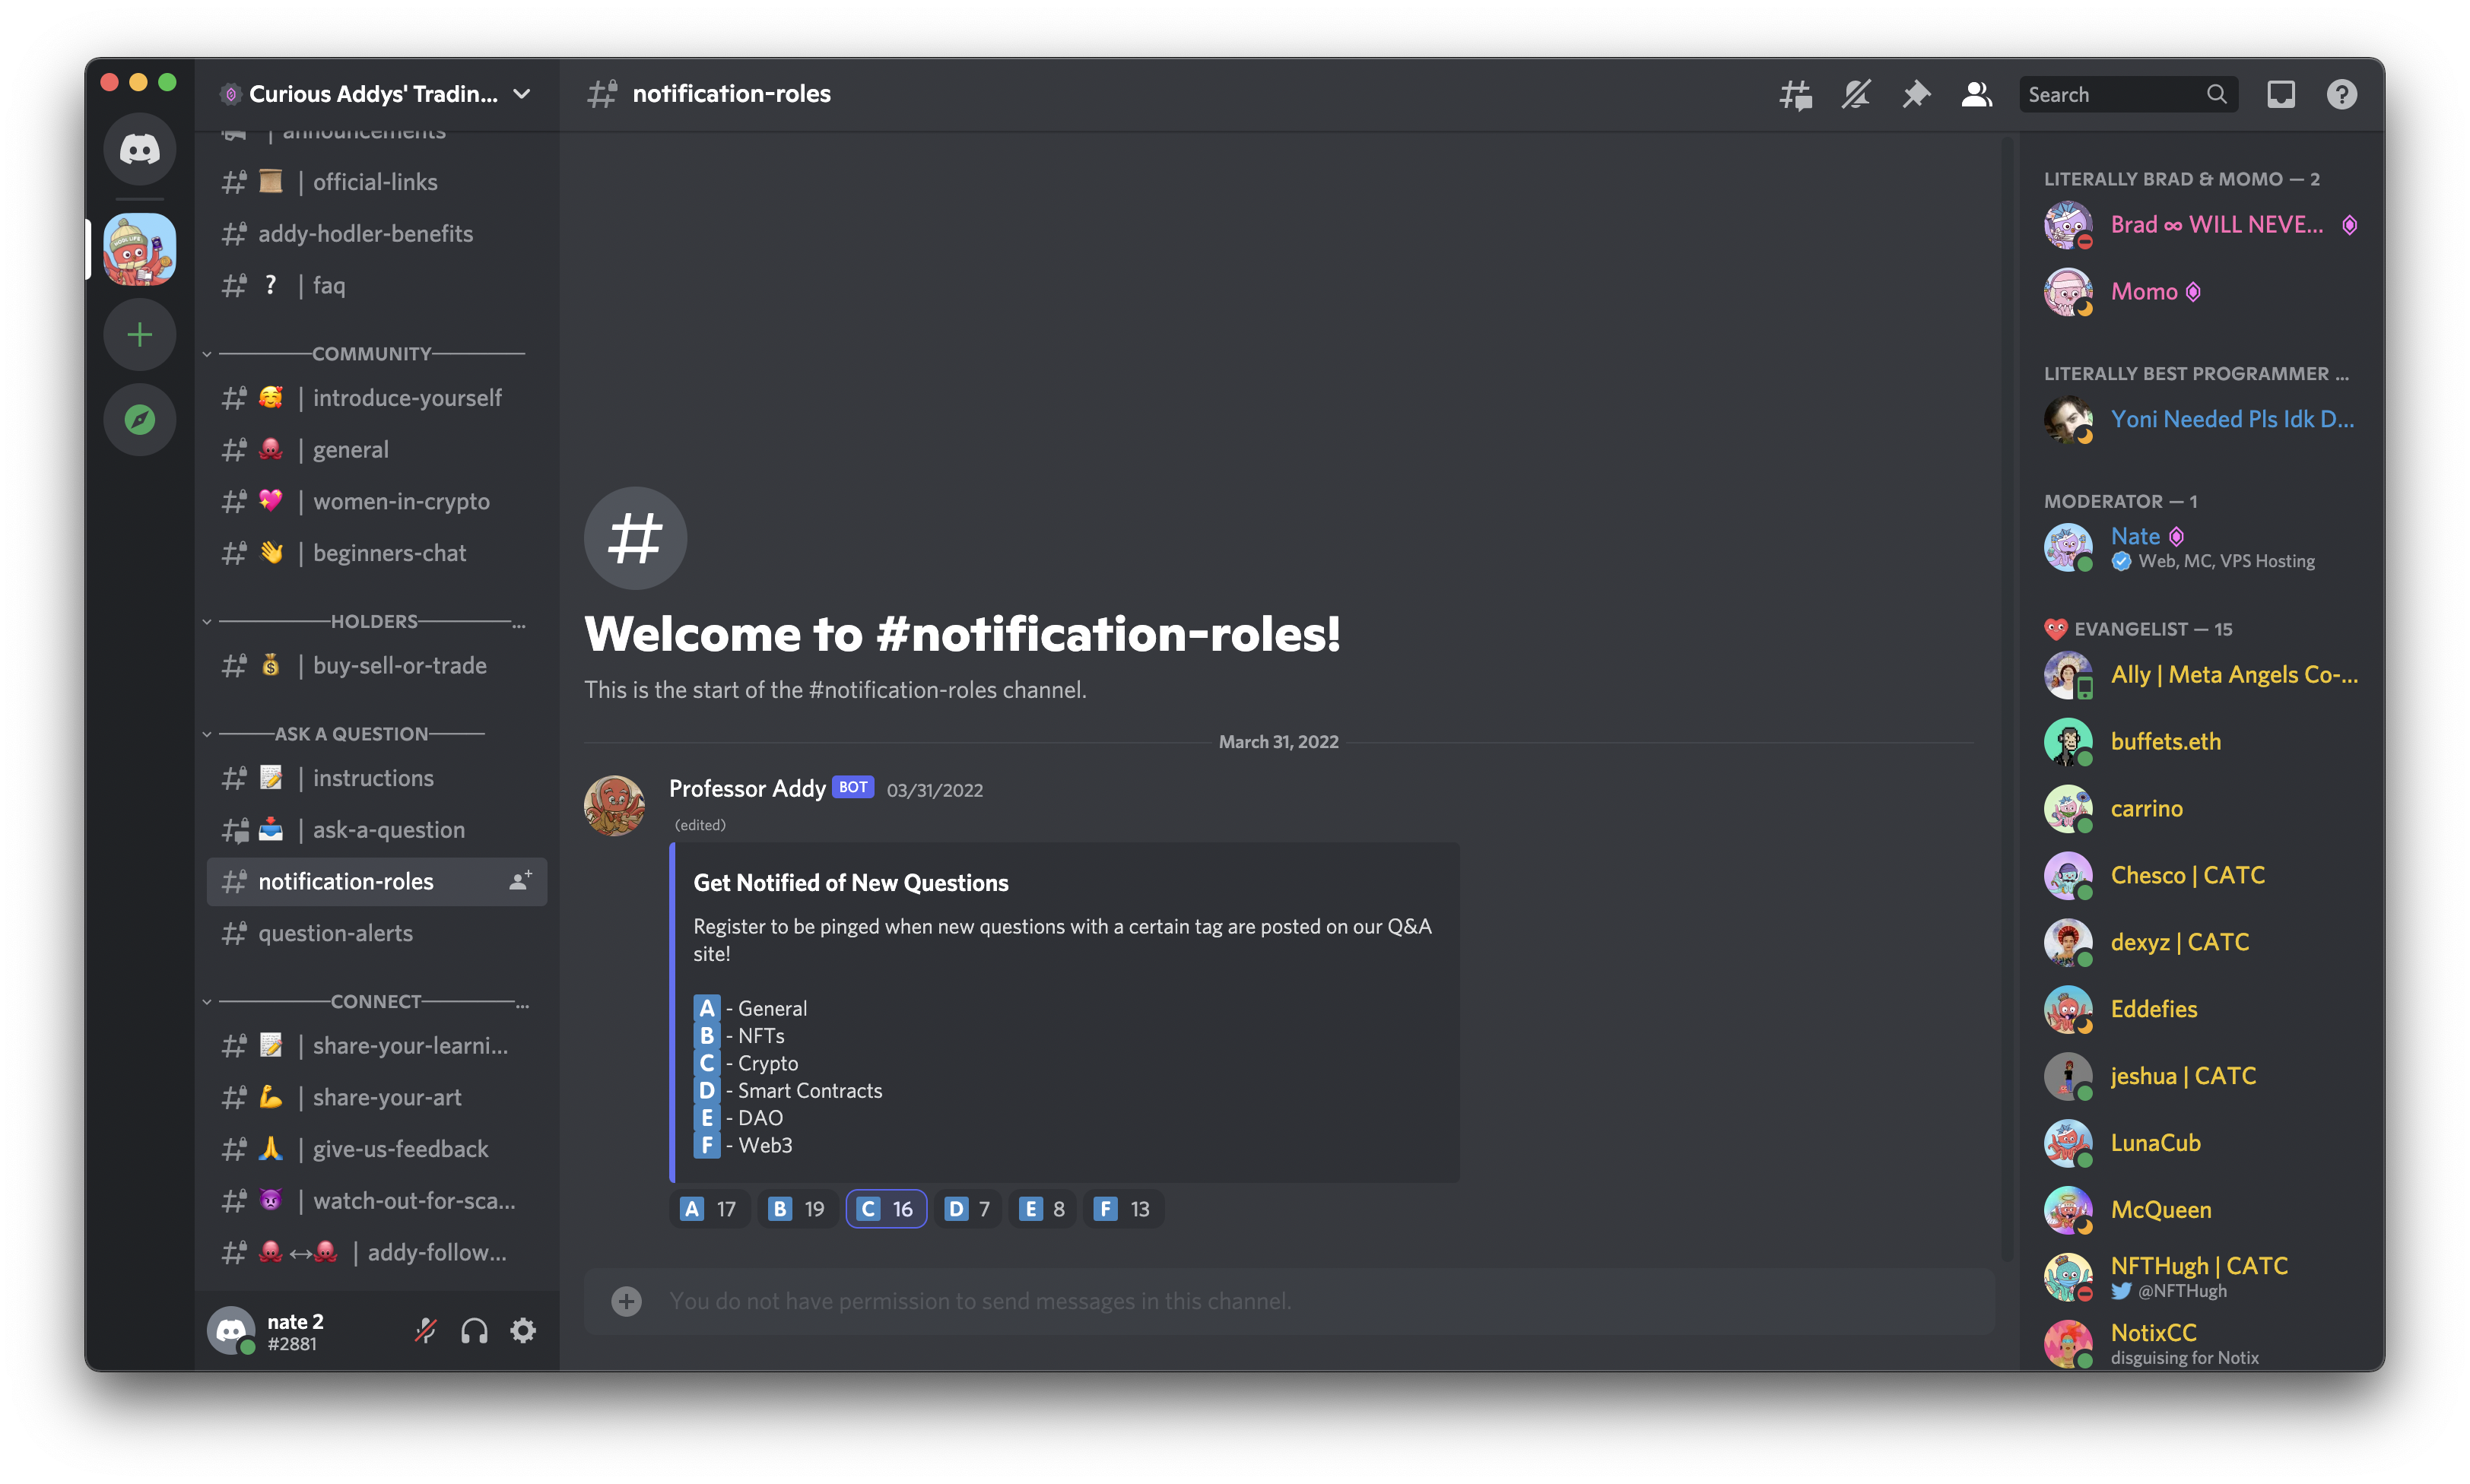 Curious Addys' Tradin...
| announcements
| official-links
addy-hodler-benefits
? | faq
COMMUNITY
| introduce-yourself
| general
| women-in-crypto
| beginners-chat
HOLDERS ...
| buy-sell-or-trade
ASK A QUESTION
| instructions
| ask-a-question
notification-roles
question-alerts
CONNECT ...
| share-your-learni...
| share-your-art
| give-us-feedback
| watch-out-for-sca...
| addy-follow...
nate 2
#2881
notification-roles
Search
#
Welcome to #notification-roles!
This is the start of the #notification-roles channel.
March 31, 2022
Professor Addy BOT 03/31/2022
(edited)
Get Notified of New Questions
Register to be pinged when new questions with a certain tag are posted on our Q&A
site!
A - General
B - NFTs
C - Crypto
D - Smart Contracts
E - DAO
F - Web3
A 17 B 19 C 16 D 7 E 8 F 13
You do not have permission to send messages in this channel.
LITERALLY BRAD & MOMO — 2
Brad ∞ WILL NEVE...
Momo
LITERALLY BEST PROGRAMMER ...
Yoni Needed Pls Idk D...
MODERATOR — 1
Nate
Web, MC, VPS Hosting
EVANGELIST — 15
Ally | Meta Angels Co-...
buffets.eth
carrino
Chesco | CATC
dexyz | CATC
Eddefies
jeshua | CATC
LunaCub
McQueen
NFTHugh | CATC
@NFTHugh
NotixCC
disguising for Notix